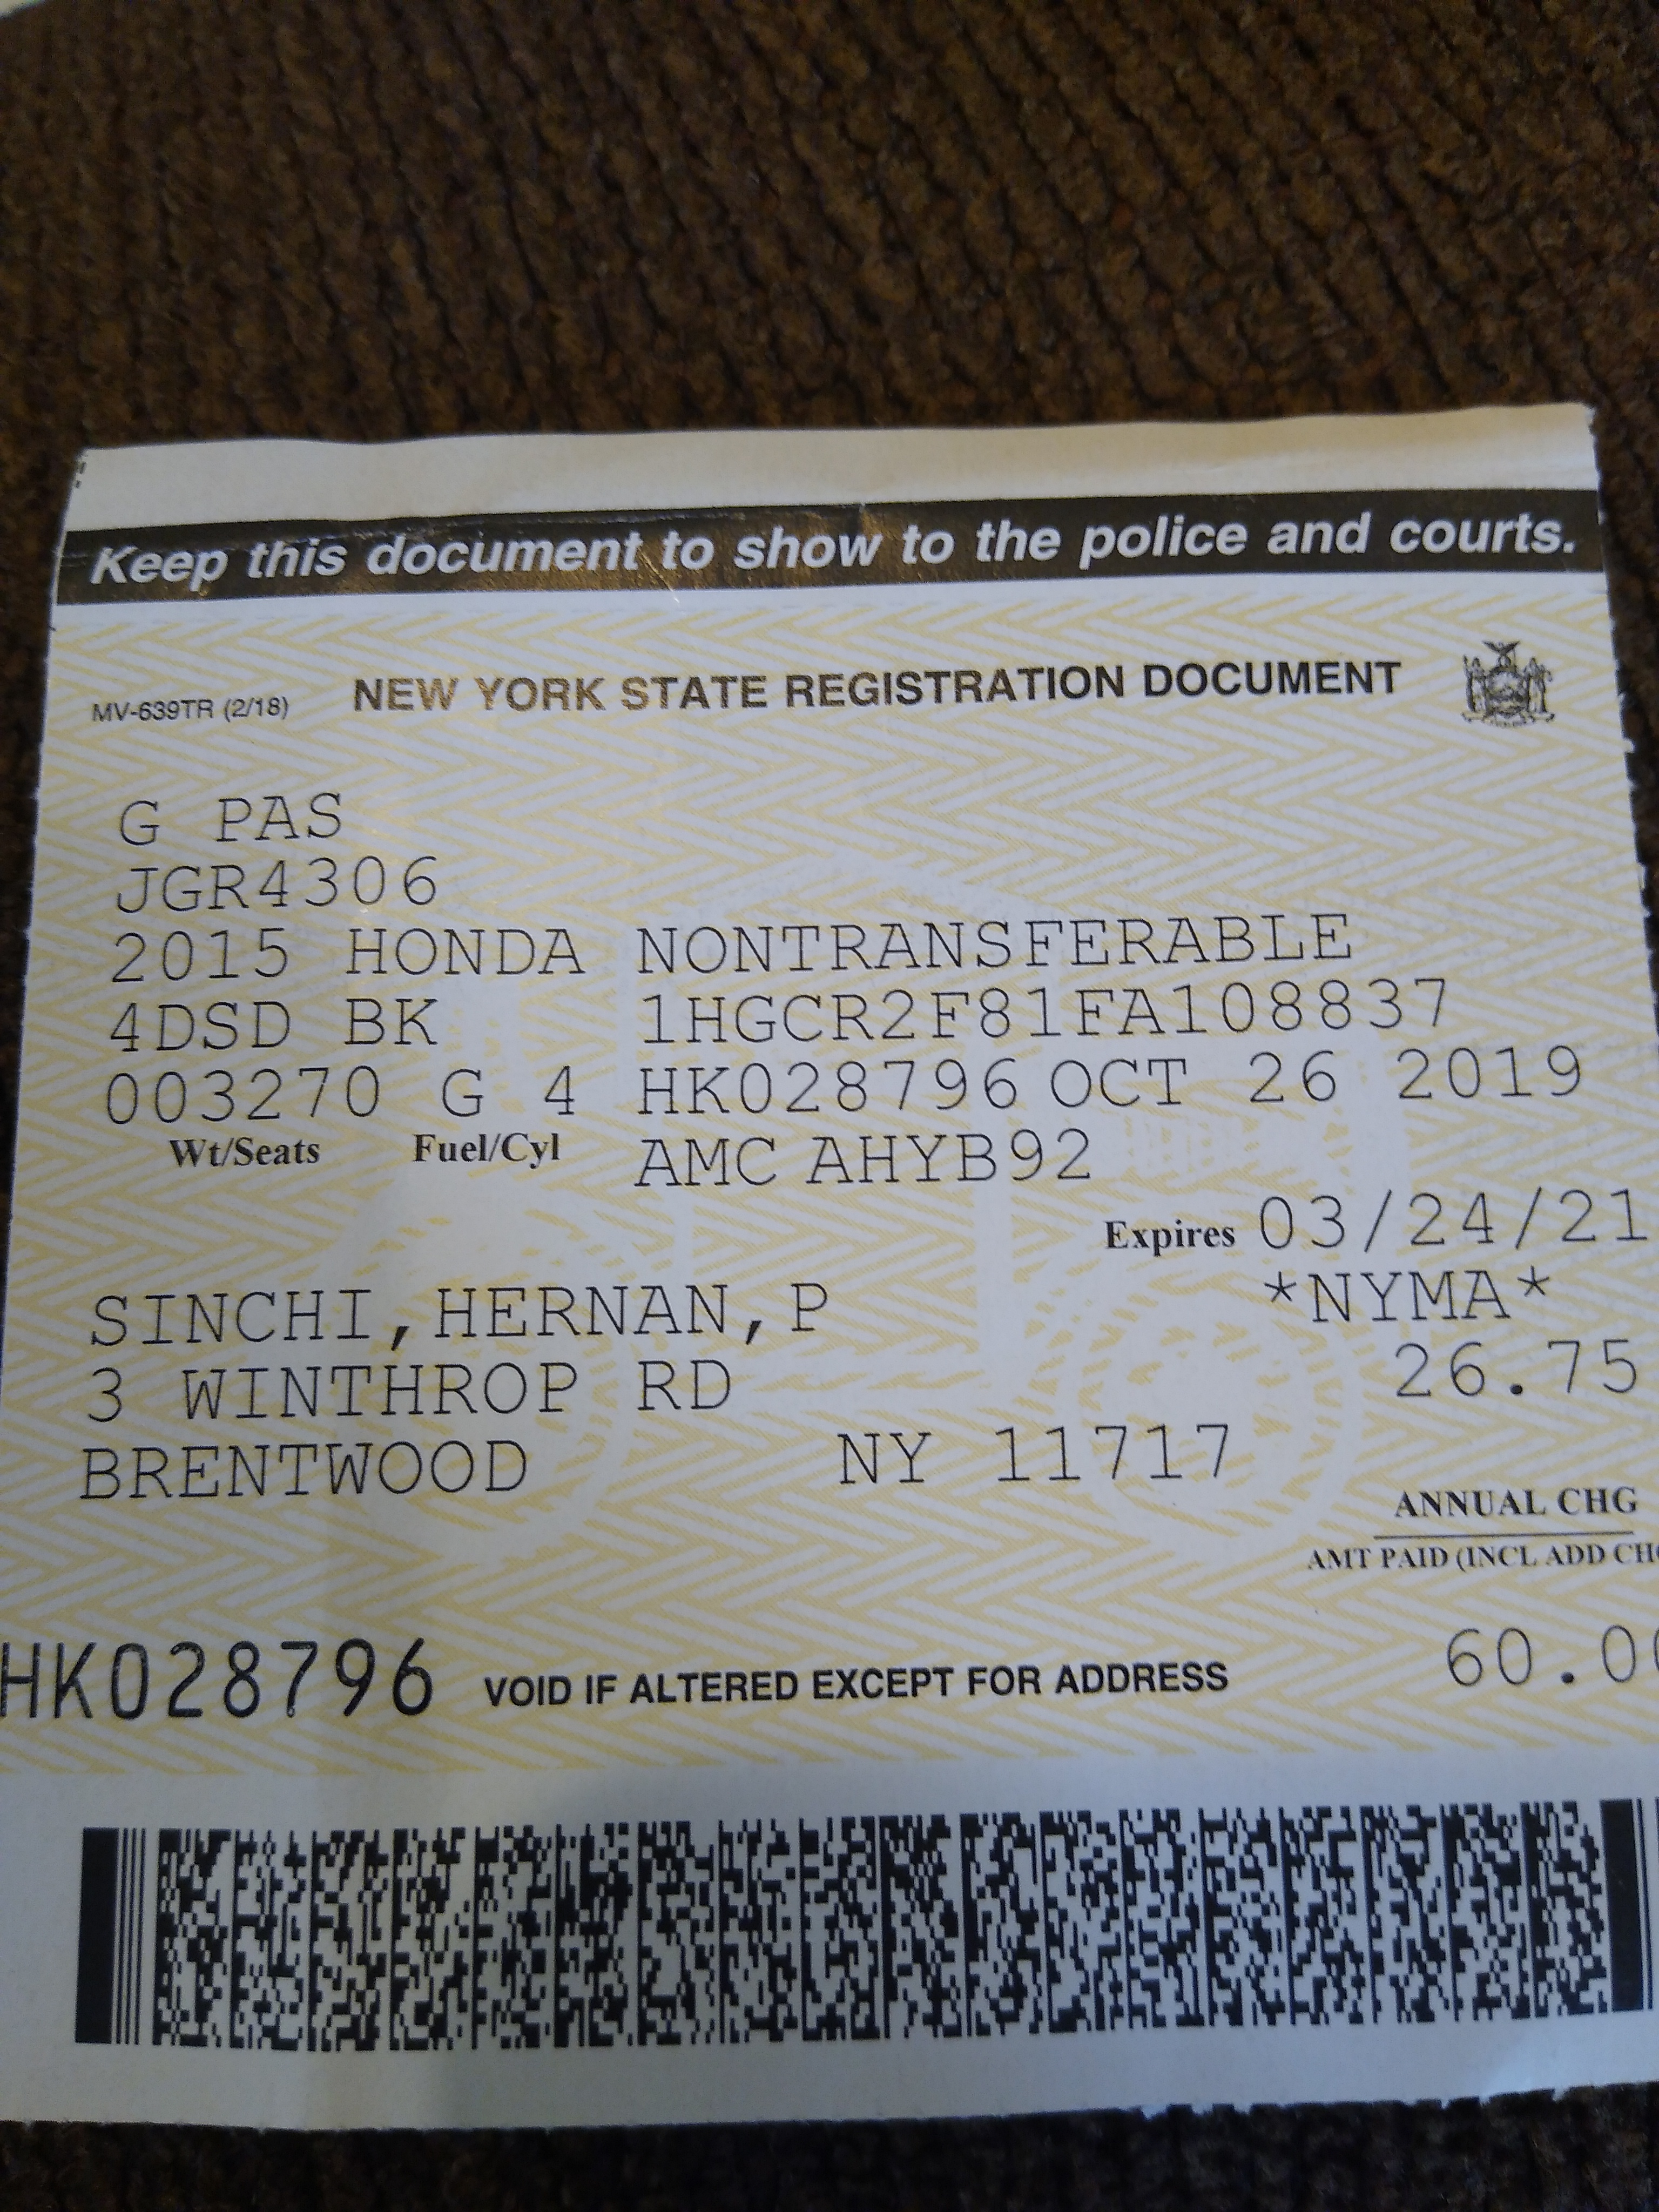 Keep this document to show to the police and courts.
MV-639TR (2/18) NEW YORK STATE REGISTRATION DOCUMENT
G PAS
JGR4306
2015 HONDA NONTRANSFERABLE
4DSD BK 1HGCR2F81FA108837
003270 G 4 HK028796 OCT 26 2019
Wt/Seats Fuel/Cyl AMC AHYB92
Expires 03/24/21
SINCHI,HERNAN,P *NYMA*
3 WINTHROP RD 26.75
BRENTWOOD NY 11717
ANNUAL CHG
AMT PAID (INCL ADD CH
HK028796 VOID IF ALTERED EXCEPT FOR ADDRESS 60.0